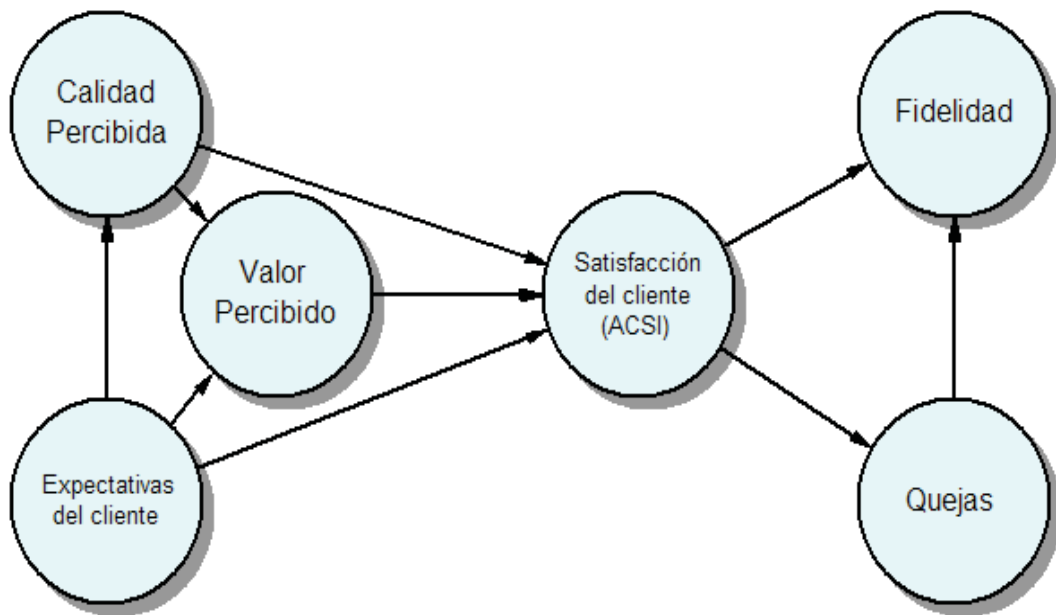 Calidad
Percibida
Fidelidad
Valor
Percibido
Satisfacción
del cliente
(ACSI)
Expectativas
del cliente
Quejas